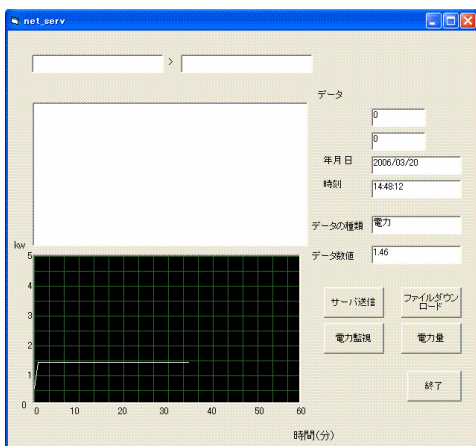 net_serv
>
データ
0
0
年月日 2006/03/20
時刻 14:48:12
データの種類 電力
データ数値 1.46
kw
5
4
3
2
1
0
0 10 20 30 40 50 60
時間(分)
サーバ送信
ファイルダウン
ロード
電力監視
電力量
終了